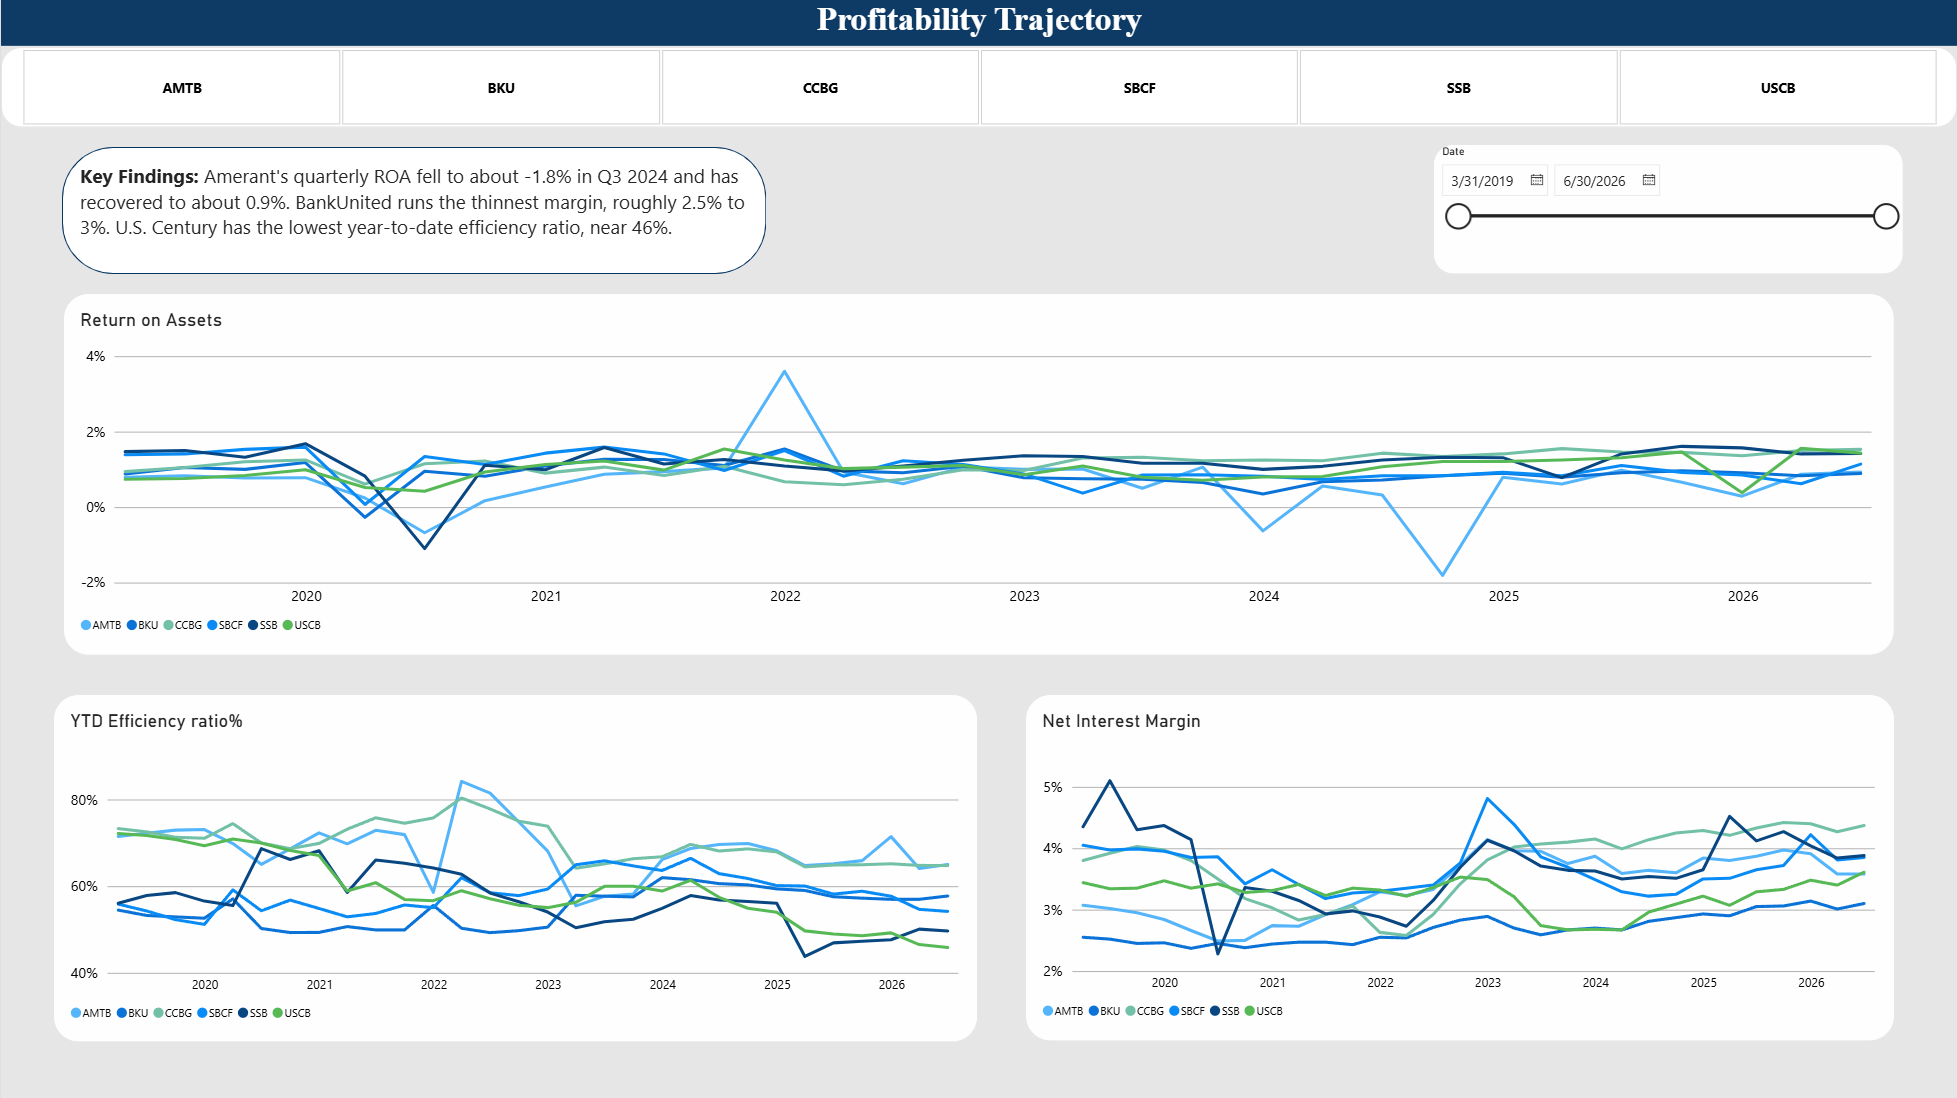 Profitability Trajectory
AMTB
BKU
CCBG
SBCF
SSB
USCB
Key Findings: Amerant's quarterly ROA fell to about -1.8% in Q3 2024 and has
recovered to about 0.9%. BankUnited runs the thinnest margin, roughly 2.5% to
3%. U.S. Century has the lowest year-to-date efficiency ratio, near 46%.
Date
3/31/2019
6/30/2026
Return on Assets
4%
2%
0%
-2%
2020 2021 2022 2023 2024 2025 2026
AMTB BKU CCBG SBCF SSB USCB
YTD Efficiency ratio%
80%
60%
40%
2020 2021 2022 2023 2024 2025 2026
AMTB BKU CCBG SBCF SSB USCB
Net Interest Margin
5%
4%
3%
2%
2020 2021 2022 2023 2024 2025 2026
AMTB BKU CCBG SBCF SSB USCB